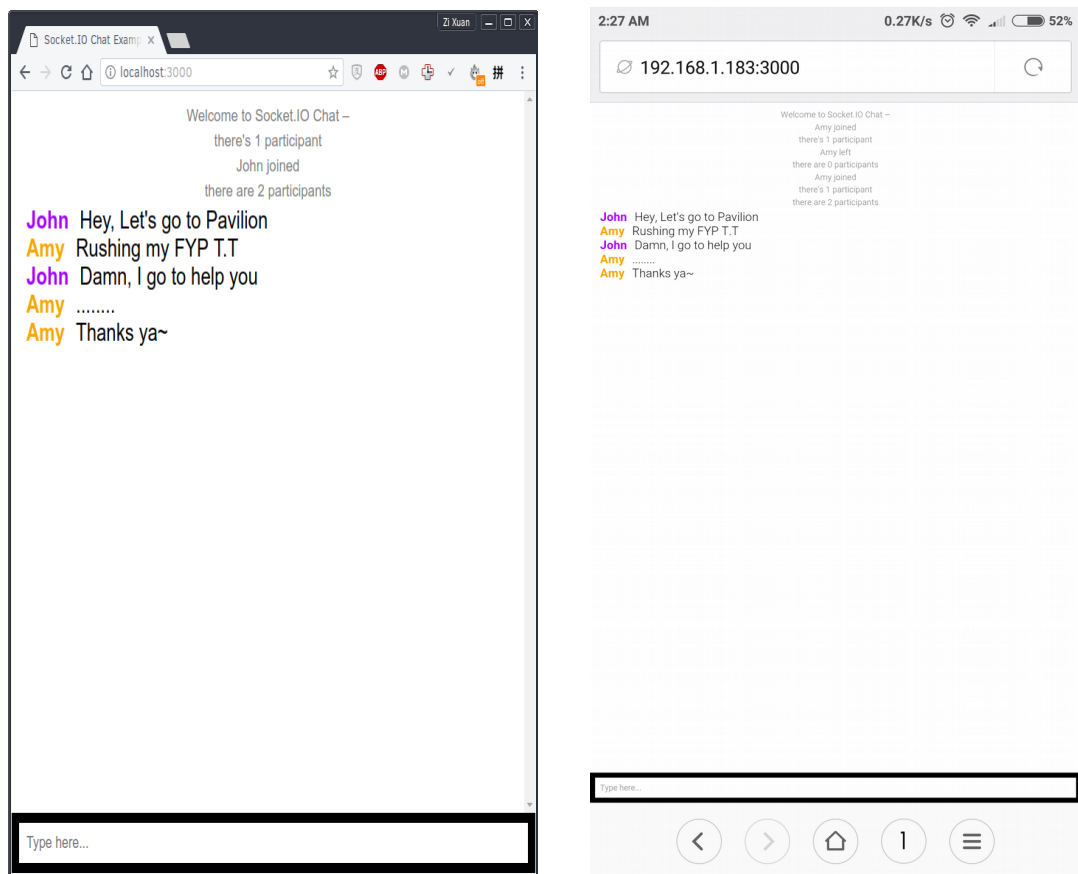 Zi Xuan
Socket.IO Chat Examp
localhost:3000
ABP
off
拼
Welcome to Socket.IO Chat –
there's 1 participant
John joined
there are 2 participants
John Hey, Let's go to Pavilion
Amy Rushing my FYP T.T
John Damn, I go to help you
Amy ........
Amy Thanks ya~
Type here...
2:27 AM 0.27K/s 52%
192.168.1.183:3000
Welcome to Socket.IO Chat –
Amy joined
there's 1 participant
Amy left
there are 0 participants
Amy joined
there's 1 participant
there are 2 participants
John Hey, Let's go to Pavilion
Amy Rushing my FYP T.T
John Damn, I go to help you
Amy ........
Amy Thanks ya~
Type here...
1